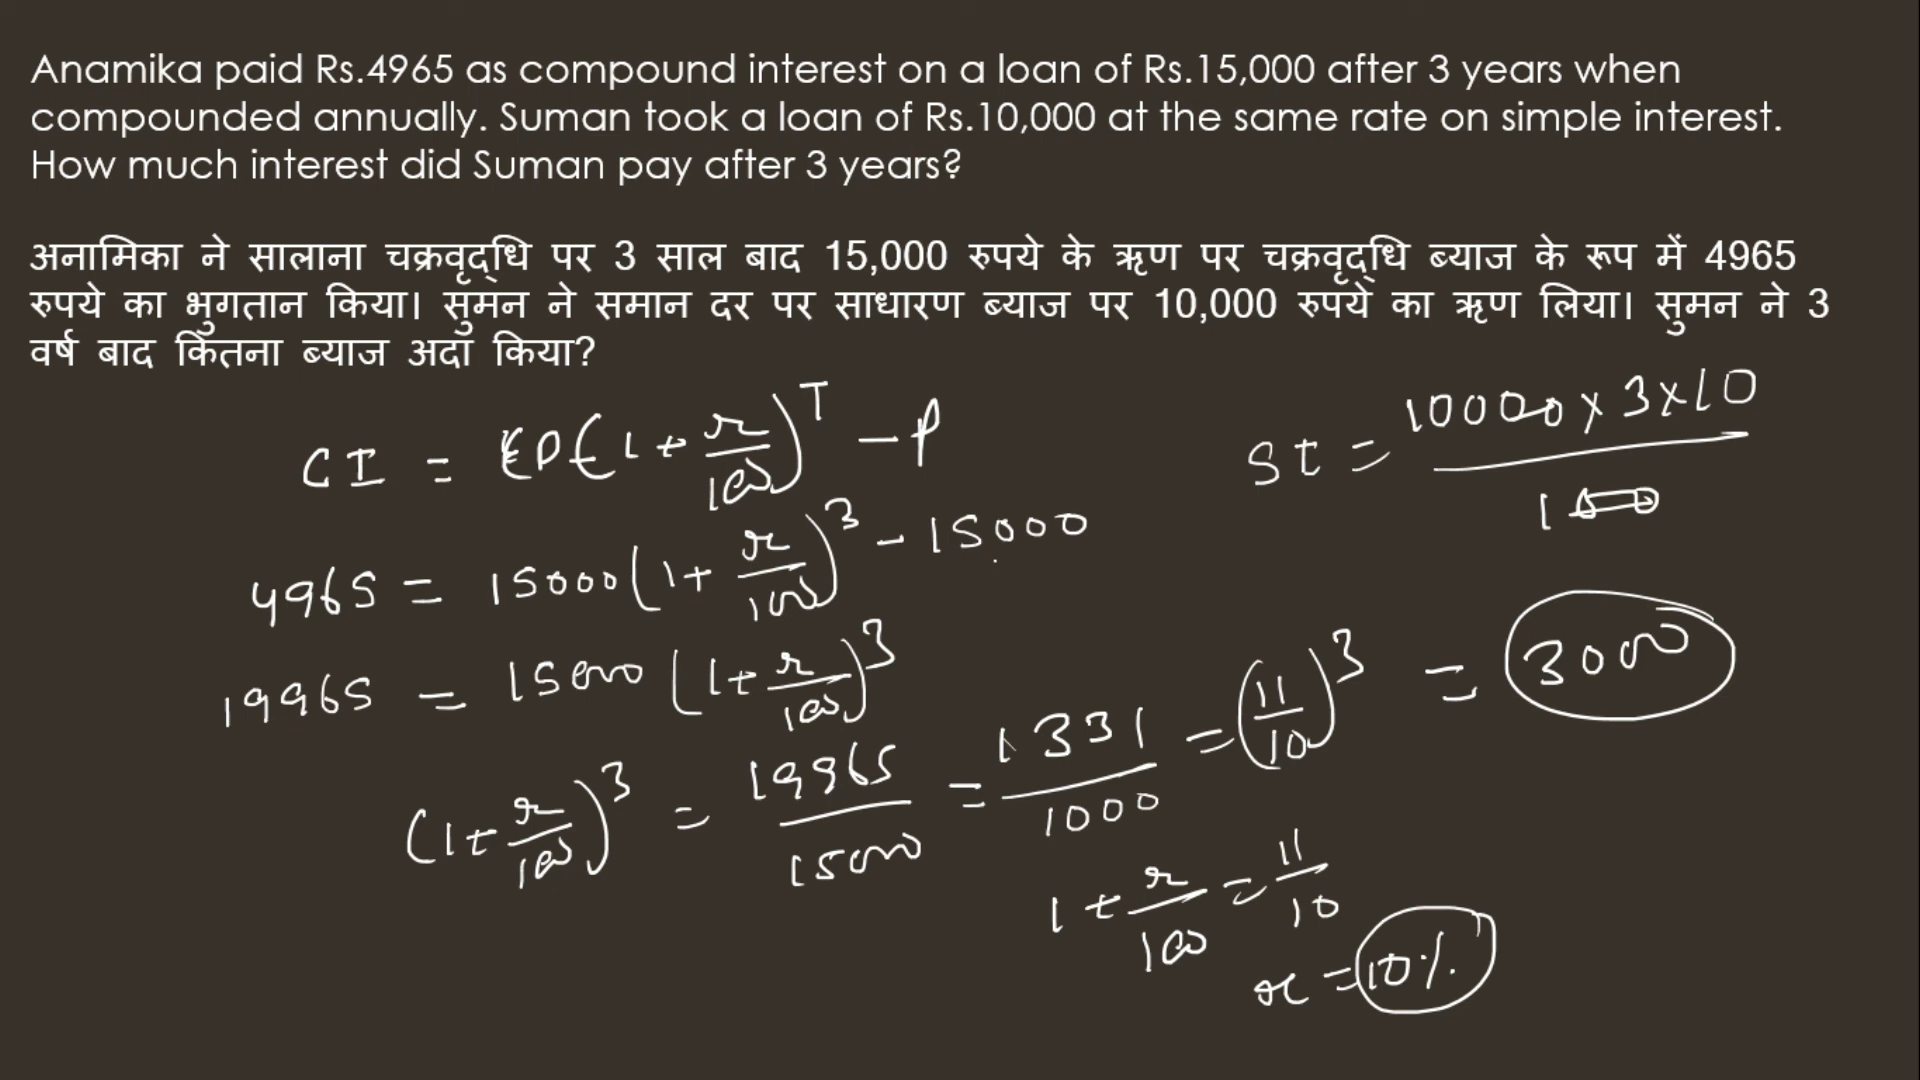 Anamika paid Rs.4965 as compound interest on a loan of Rs.15,000 after 3 years when
compounded annually. Suman took a loan of Rs.10,000 at the same rate on simple interest.
How much interest did Suman pay after 3 years?
अनामिका ने सालाना चक्रवृद्धि पर 3 साल बाद 15,000 रुपये के ऋण पर चक्रवृद्धि ब्याज के रूप में 4965
रुपये का भुगतान किया। सुमन ने समान दर पर साधारण ब्याज पर 10,000 रुपये का ऋण लिया। सुमन ने 3
वर्ष बाद कितना ब्याज अदा किया?
CI = P(1+r/100)^T - P
4965 = 15000(1+r/100)^3 - 15000
19965 = 15000(1+r/100)^3
(1+r/100)^3 = 19965/15000 = 1331/1000 = (11/10)^3
1+r/100 = 11/10
r = 10%
SI = 10000×3×10/100
= 3000